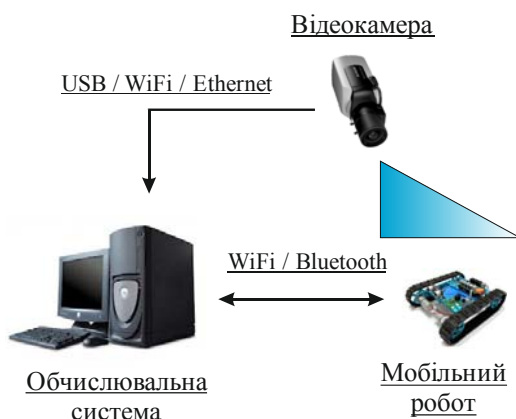 Відеокамера
USB / WiFi / Ethernet
WiFi / Bluetooth
Обчислювальна
система
Мобільний
робот